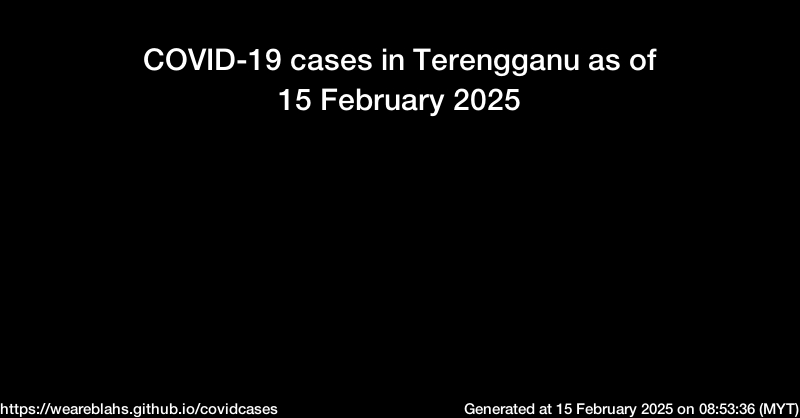 COVID-19 cases in Terengganu as of
15 February 2025
https://weareblahs.github.io/covidcases
Generated at 15 February 2025 on 08:53:36 (MYT)